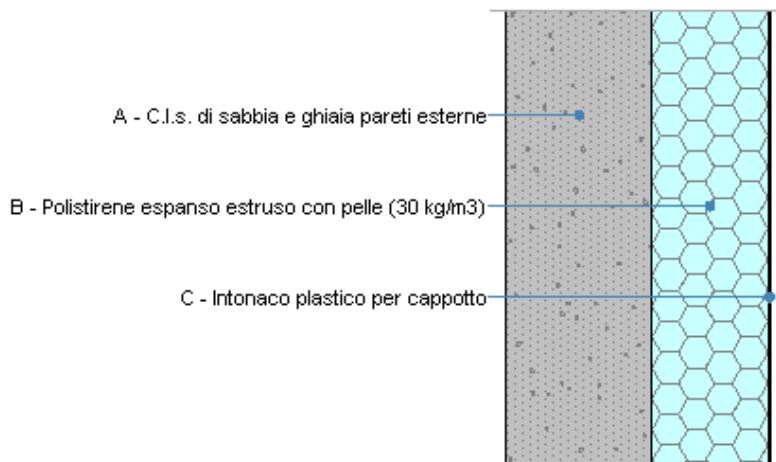 A - C.l.s. di sabbia e ghiaia pareti esterne
B - Polistirene espanso estruso con pelle (30 kg/m3)
C - Intonaco plastico per cappotto